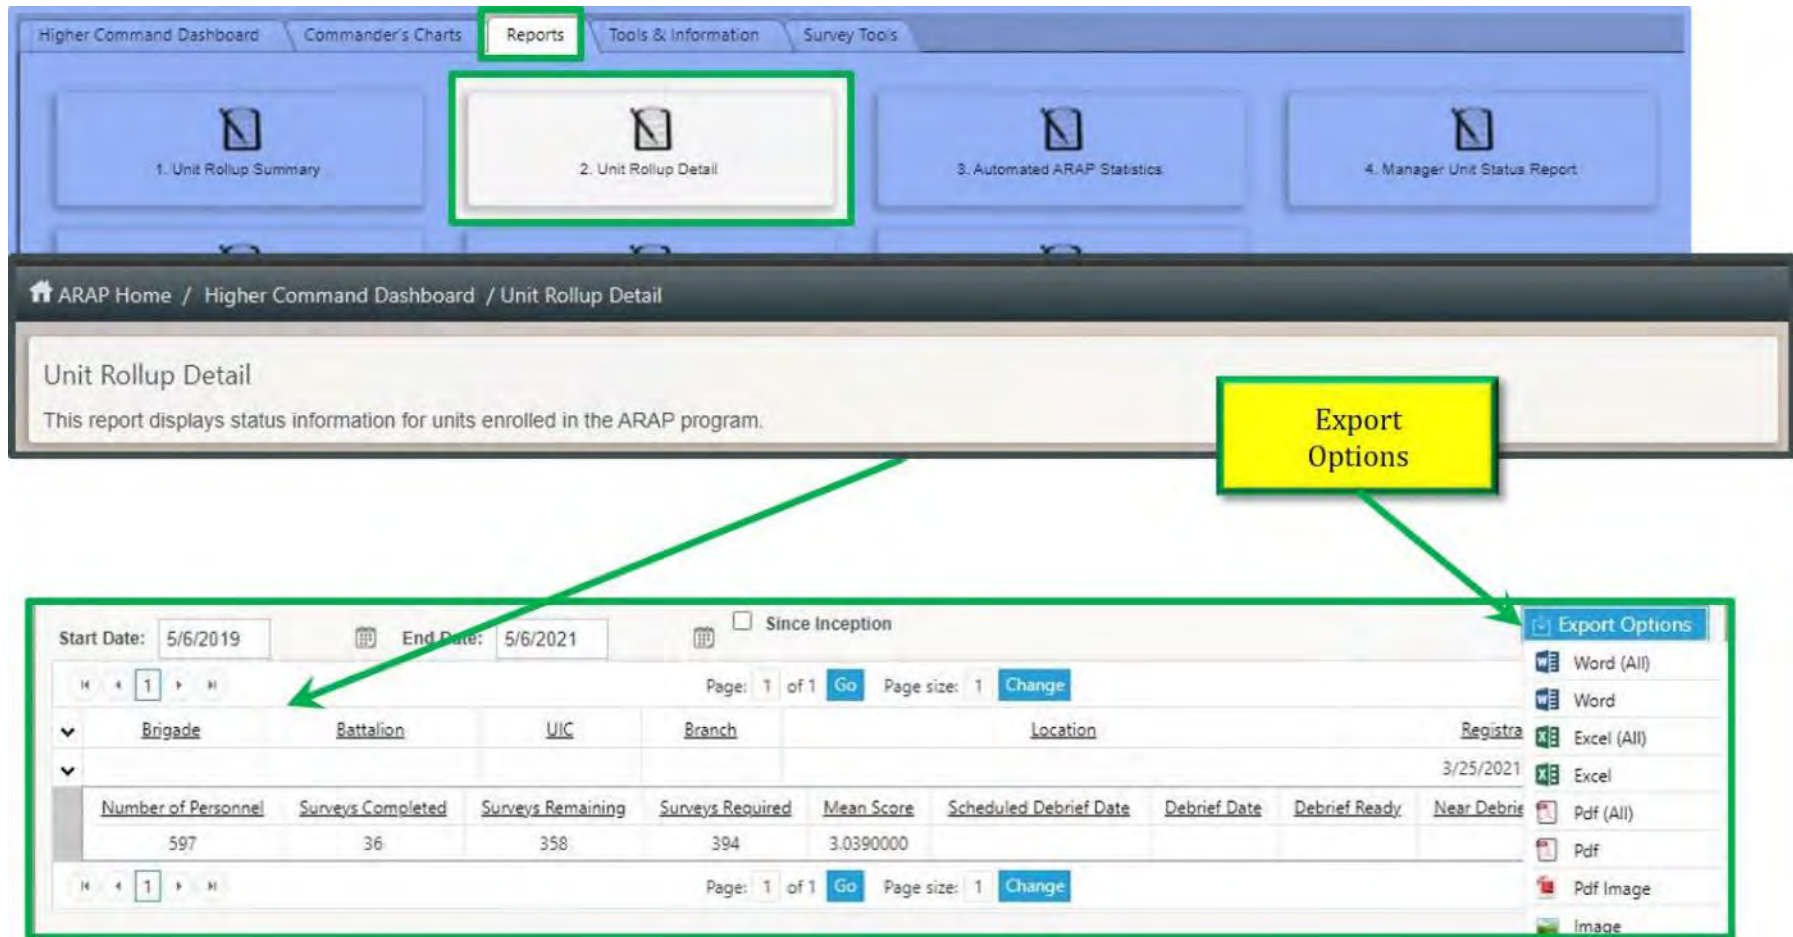 Higher Command Dashboard Commander's Charts Reports Tools & Information Survey Tools
1. Unit Rollup Summary 2. Unit Rollup Detail 3. Automated ARAP Statistics 4. Manager Unit Status Report
ARAP Home / Higher Command Dashboard / Unit Rollup Detail
Unit Rollup Detail
This report displays status information for units enrolled in the ARAP program.
Export
Options
Start Date: 5/6/2019 End Date: 5/6/2021 Since Inception Export Options
Word (All)
1 Page: 1 of 1 Go Page size: 1 Change
Word
Brigade Battalion UIC Branch Location Registra
Excel (All)
3/25/2021
Excel
Number of Personnel Surveys Completed Surveys Remaining Surveys Required Mean Score Scheduled Debrief Date Debrief Date Debrief Ready Near Debrie
Pdf (All)
597 36 358 394 3.0390000
Pdf
1 Page: 1 of 1 Go Page size: 1 Change
Pdf Image
Image